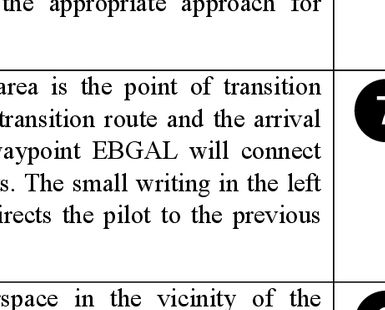 the appropriate approach for
area is the point of transition
transition route and the arrival
waypoint EBGAL will connect
s. The small writing in the left
irects the pilot to the previous
rspace in the vicinity of the